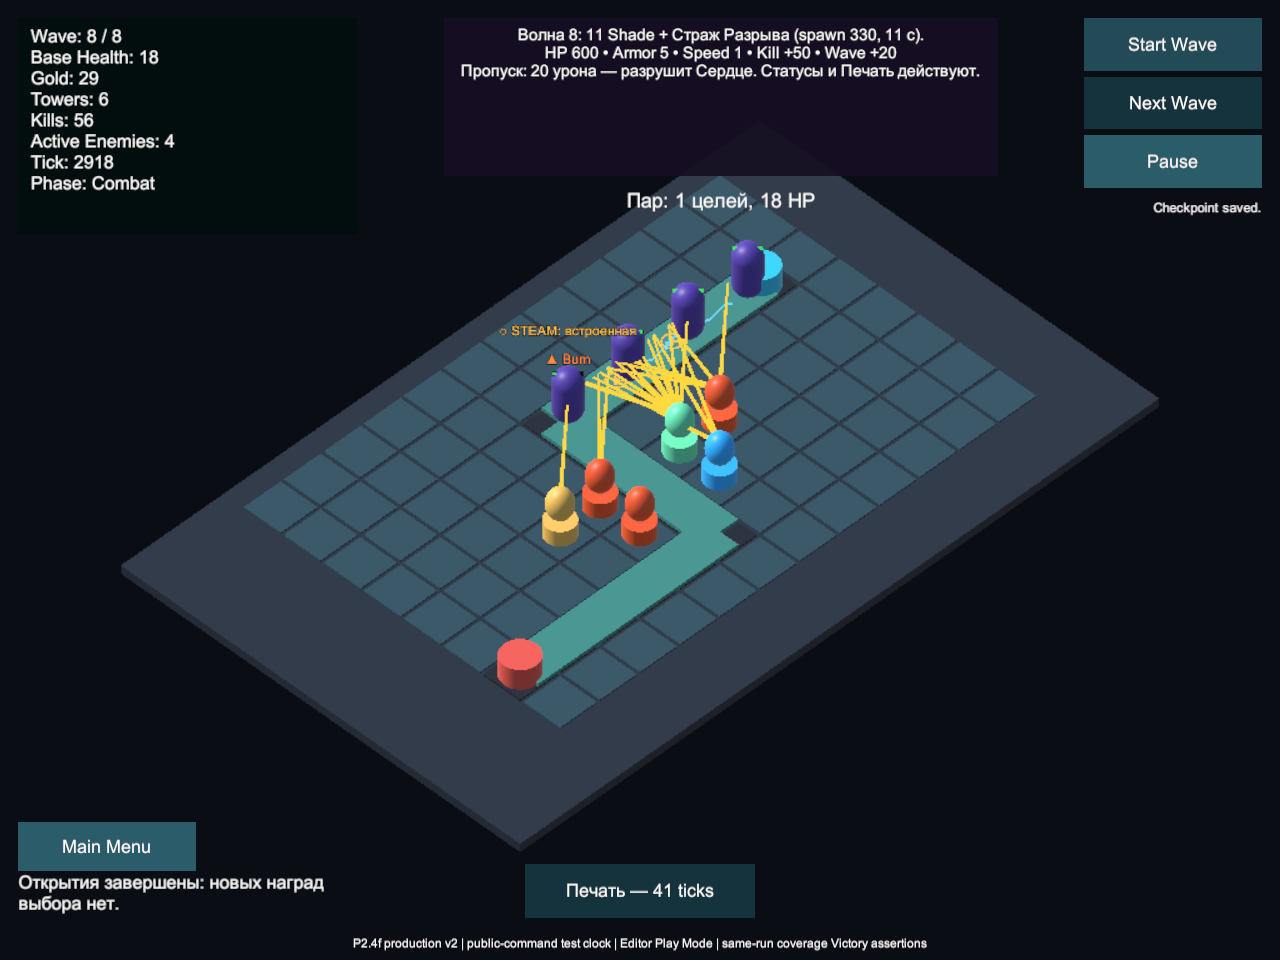 Wave: 8 / 8
Base Health: 18
Gold: 29
Towers: 6
Kills: 56
Active Enemies: 4
Tick: 2918
Phase: Combat
Волна 8: 11 Shade + Страж Разрыва (spawn 330, 11 с).
HP 600 • Armor 5 • Speed 1 • Kill +50 • Wave +20
Пропуск: 20 урона — разрушит Сердце. Статусы и Печать действуют.
Start Wave
Next Wave
Pause
Checkpoint saved.
Пар: 1 целей, 18 HP
○ STEAM: встроенная
▲ Burn
Main Menu
Открытия завершены: новых наград
выбора нет.
Печать — 41 ticks
P2.4f production v2 | public-command test clock | Editor Play Mode | same-run coverage Victory assertions